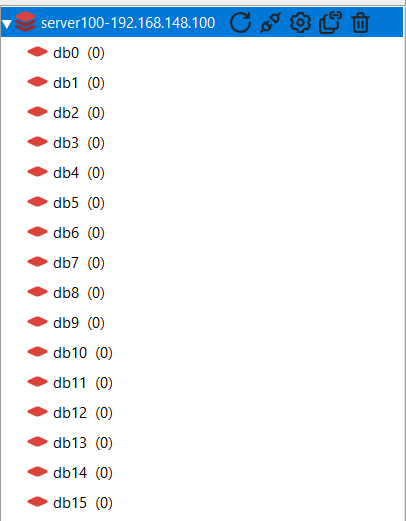 server100-192.168.148.100
db0 (0)
db1 (0)
db2 (0)
db3 (0)
db4 (0)
db5 (0)
db6 (0)
db7 (0)
db8 (0)
db9 (0)
db10 (0)
db11 (0)
db12 (0)
db13 (0)
db14 (0)
db15 (0)